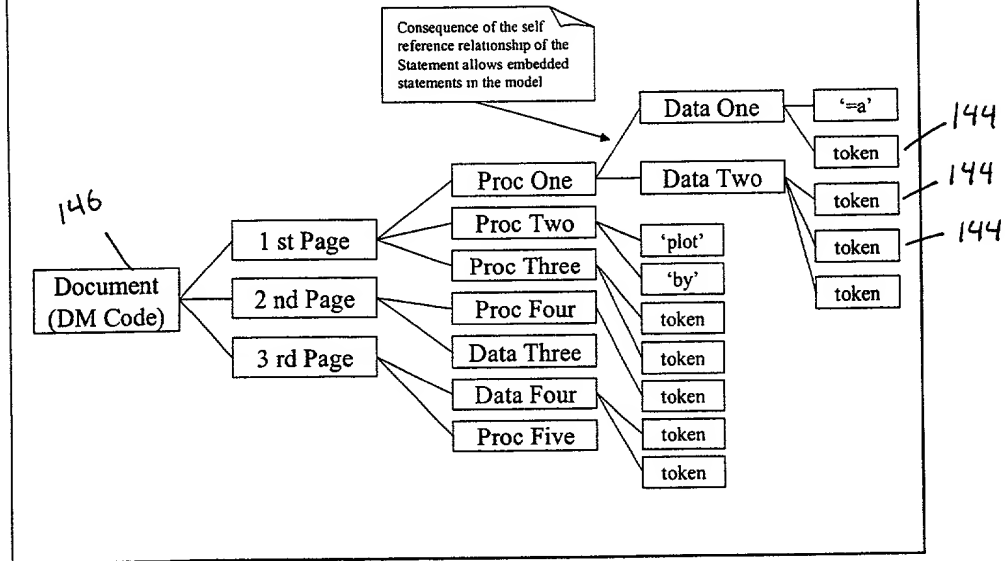 Consequence of the self
reference relationship of the
Statement allows embedded
statements in the model
Data One
'=a'
144
token
Proc One
Data Two
token
144
146
1 st Page
Proc Two
'plot'
token
144
Proc Three
'by'
token
Document
(DM Code)
2 nd Page
Proc Four
token
3 rd Page
Data Three
token
Data Four
token
Proc Five
token
token